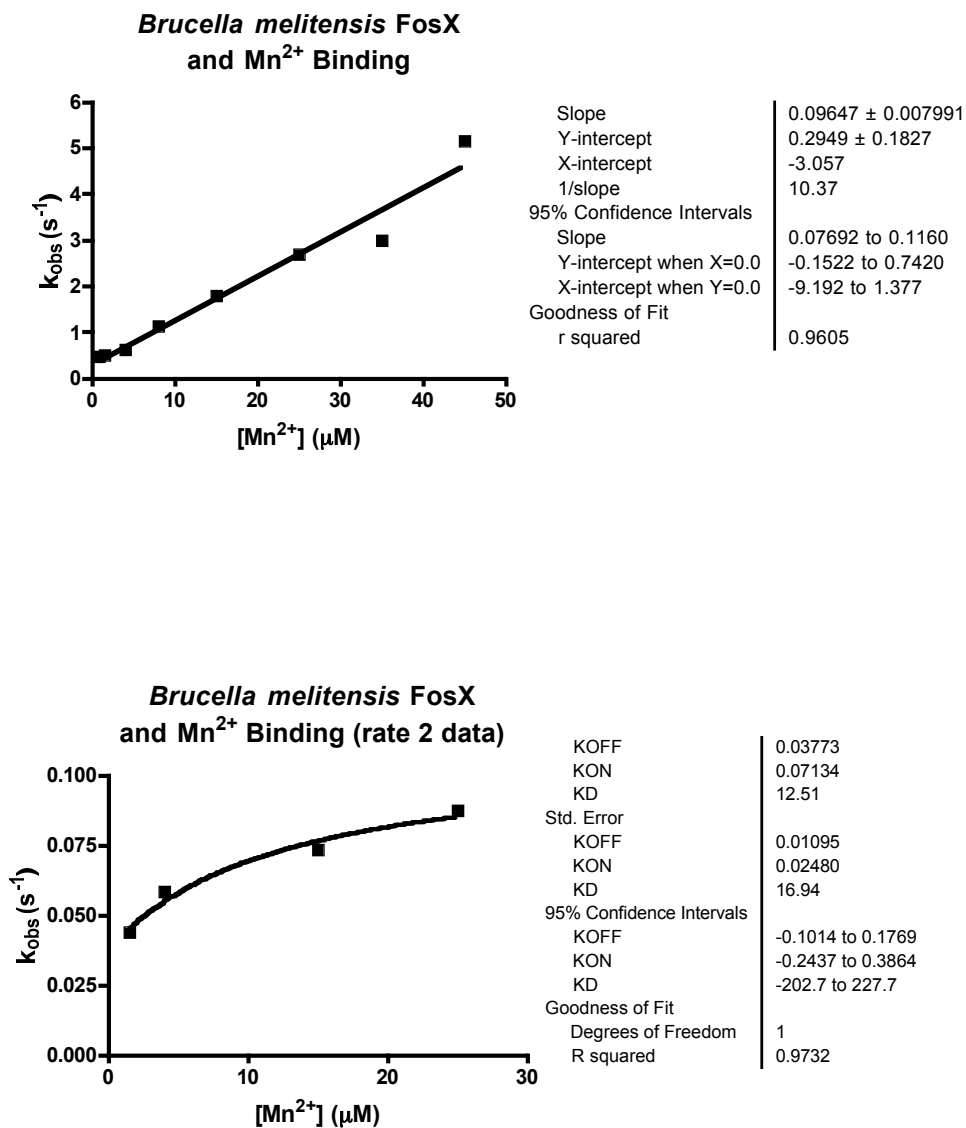 Brucella melitensis FosX
and Mn2+ Binding
6
5
4
3
2
1
0
0 10 20 30 40 50
kobs (s-1)
[Mn2+] (μM)
Slope 0.09647 ± 0.007991
Y-intercept 0.2949 ± 0.1827
X-intercept -3.057
1/slope 10.37
95% Confidence Intervals
Slope 0.07692 to 0.1160
Y-intercept when X=0.0 -0.1522 to 0.7420
X-intercept when Y=0.0 -9.192 to 1.377
Goodness of Fit
r squared 0.9605
Brucella melitensis FosX
and Mn2+ Binding (rate 2 data)
0.100
0.075
0.050
0.025
0.000
0 10 20 30
kobs (s-1)
[Mn2+] (μM)
KOFF 0.03773
KON 0.07134
KD 12.51
Std. Error
KOFF 0.01095
KON 0.02480
KD 16.94
95% Confidence Intervals
KOFF -0.1014 to 0.1769
KON -0.2437 to 0.3864
KD -202.7 to 227.7
Goodness of Fit
Degrees of Freedom 1
R squared 0.9732